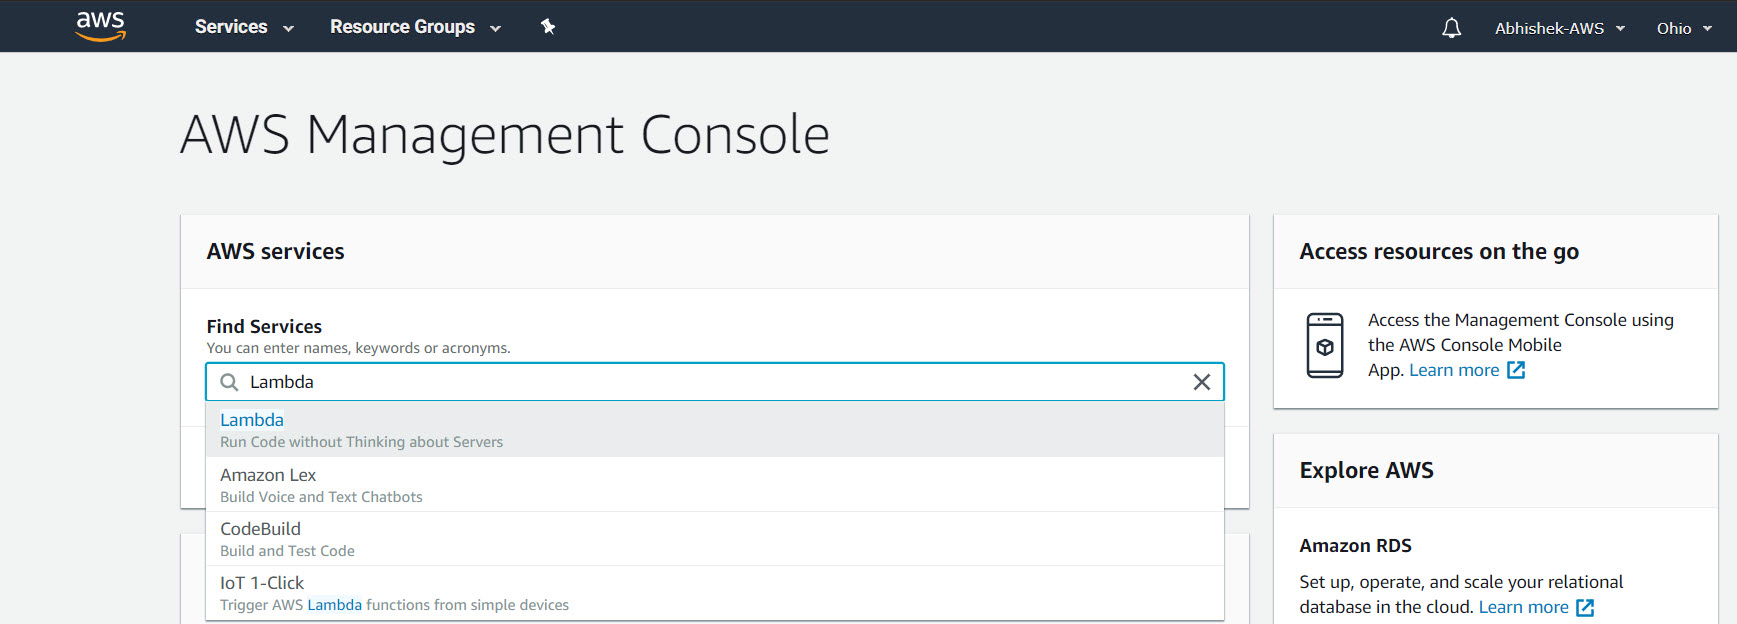 aws
Services
Resource Groups
Abhishek-AWS
Ohio
AWS Management Console
AWS services
Find Services
You can enter names, keywords or acronyms.
Lambda
Lambda
Run Code without Thinking about Servers
Amazon Lex
Build Voice and Text Chatbots
CodeBuild
Build and Test Code
IoT 1-Click
Trigger AWS Lambda functions from simple devices
Access resources on the go
Access the Management Console using
the AWS Console Mobile
App. Learn more
Explore AWS
Amazon RDS
Set up, operate, and scale your relational
database in the cloud. Learn more